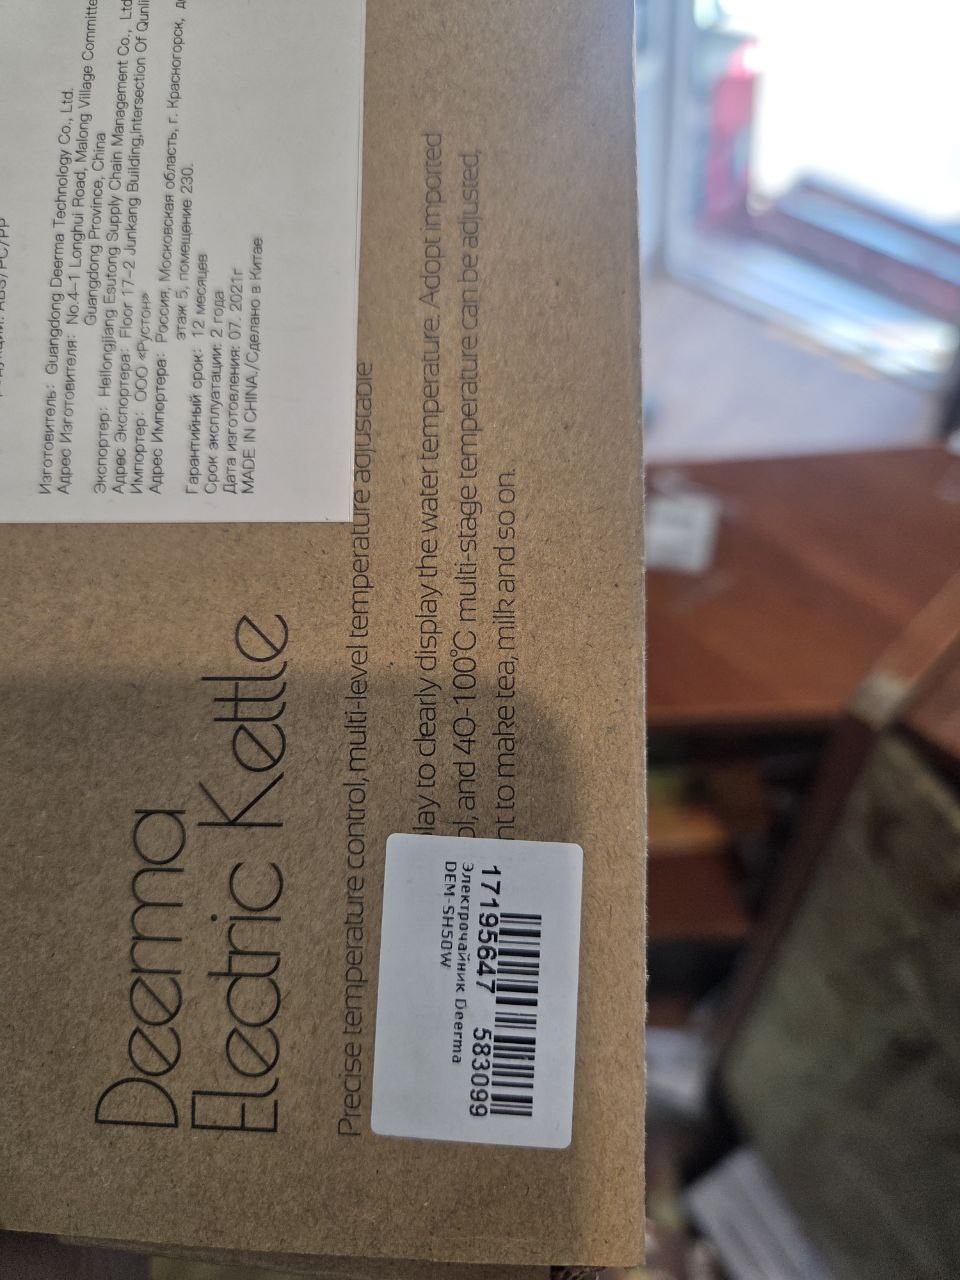 ABS/PC/PP
Изготовитель: Guangdong Deerma Technology Co., Ltd.
Адрес Изготовителя: No.4-1 Longhui Road, Malong Village Committe
Guangdong Province, China
Экспортер: Heilongjiang Esutong Supply Chain Management Co., Ltd
Адрес Экспортера: Floor 17-2 Junkang Building,Intersection Of Qunli
Импортер: ООО «Рустон»
Адрес Импортера: Россия, Московская область, г. Красногорск,
этаж 5, помещение 230.
Гарантийный срок: 12 месяцев
Срок эксплуатации: 2 года
Дата изготовления: 07. 2021г
MADE IN CHINA./Сделано в Китае
Deerma
Electric Kettle
Precise temperature control, multi-level temperature adjustable
lay to clearly display the water temperature. Adopt imported
ol, and 40-100℃ multi-stage temperature can be adjusted,
nt to make tea, milk and so on.
DEM-SH50W
Электрочайник Deerma
17195647 583099